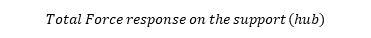 Total Force response on the support (hub)